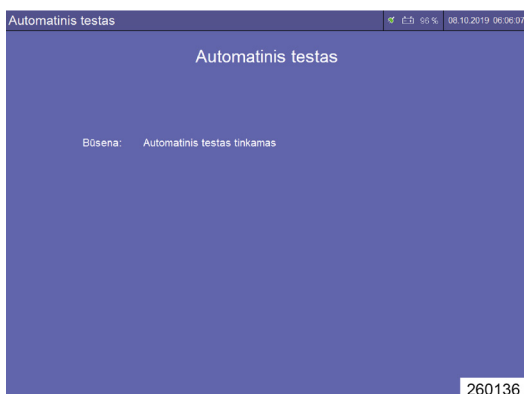 Automatinis testas 96 % 08.10.2019 06:06:07
Automatinis testas
Būsena: Automatinis testas tinkamas
260136